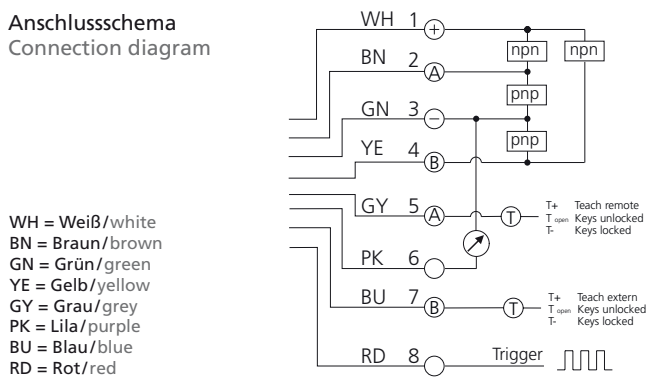 Anschlussschema
Connection diagram
WH 1 +
npn npn
BN 2 A
pnp
GN 3 –
pnp
YE 4 B
GY 5 A T
T+ Teach remote
T open Keys unlocked
T- Keys locked
PK 6
BU 7 B T
T+ Teach extern
T open Keys unlocked
T- Keys locked
RD 8 Trigger
WH = Weiß/white
BN = Braun/brown
GN = Grün/green
YE = Gelb/yellow
GY = Grau/grey
PK = Lila/purple
BU = Blau/blue
RD = Rot/red